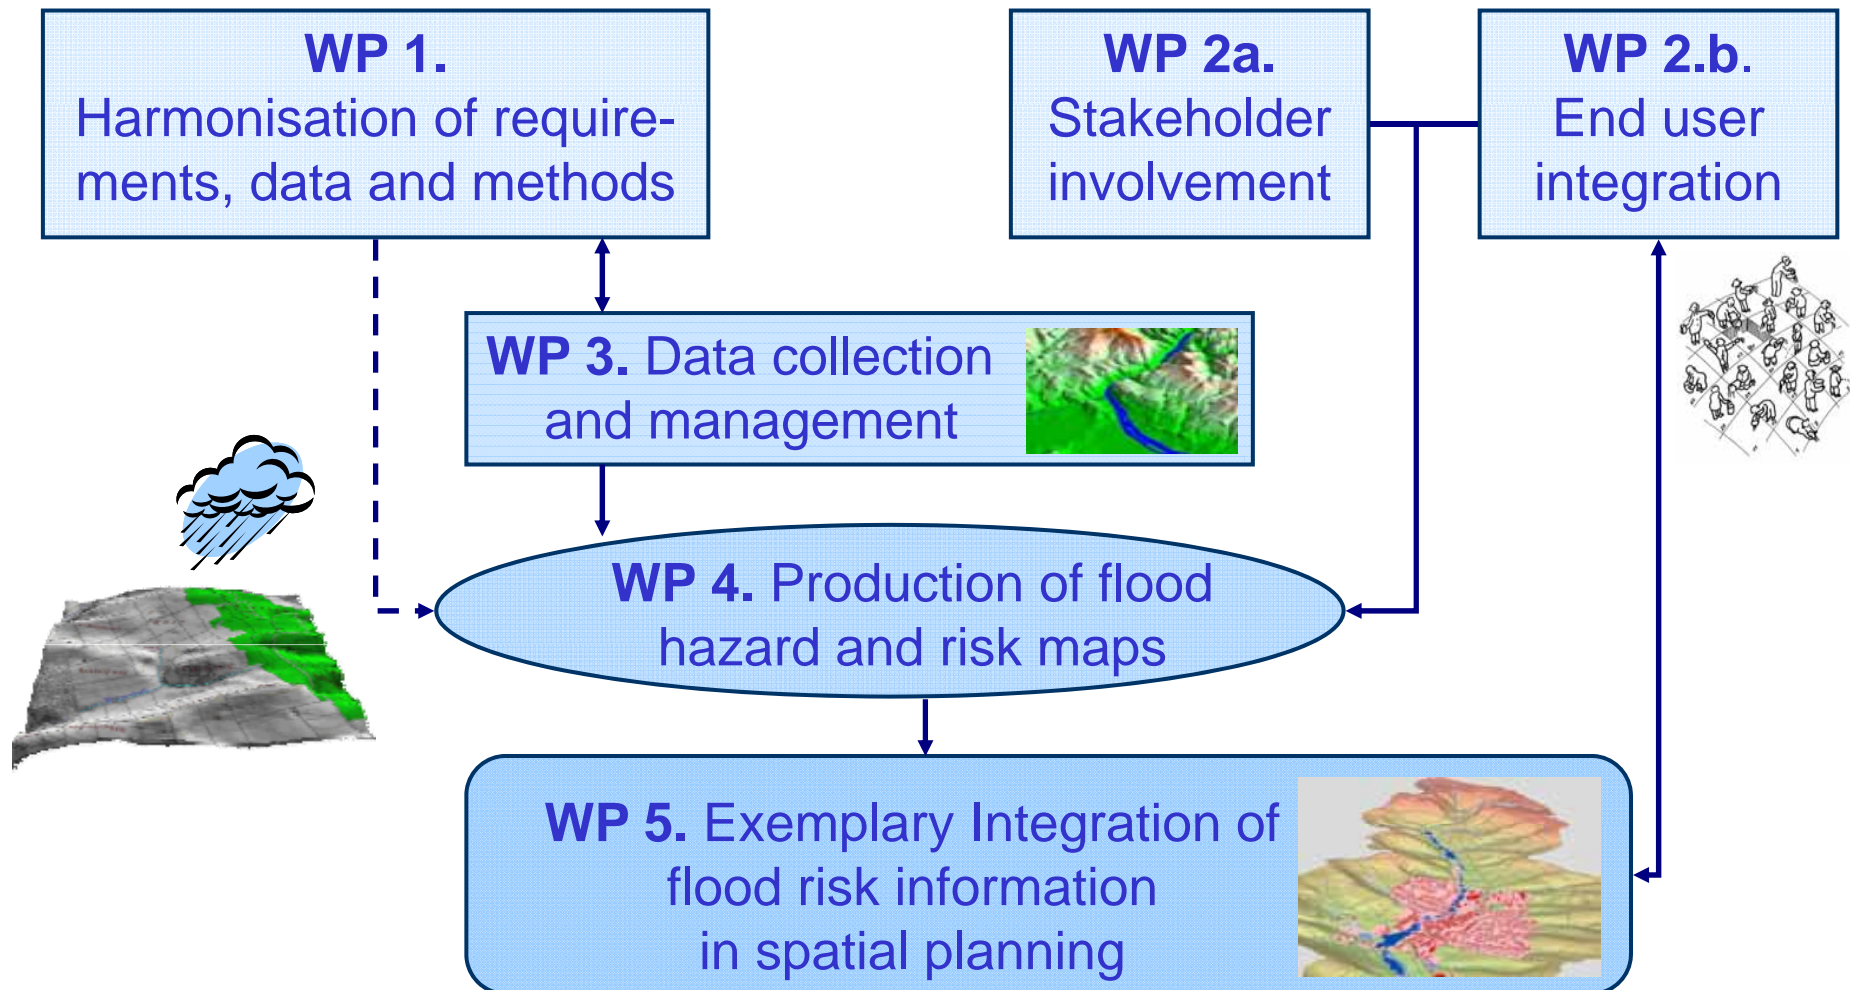 WP 1.
Harmonisation of require-
ments, data and methods
WP 2a.
Stakeholder
involvement
WP 2.b.
End user
integration
WP 3. Data collection
and management
WP 4. Production of flood
hazard and risk maps
WP 5. Exemplary Integration of
flood risk information
in spatial planning